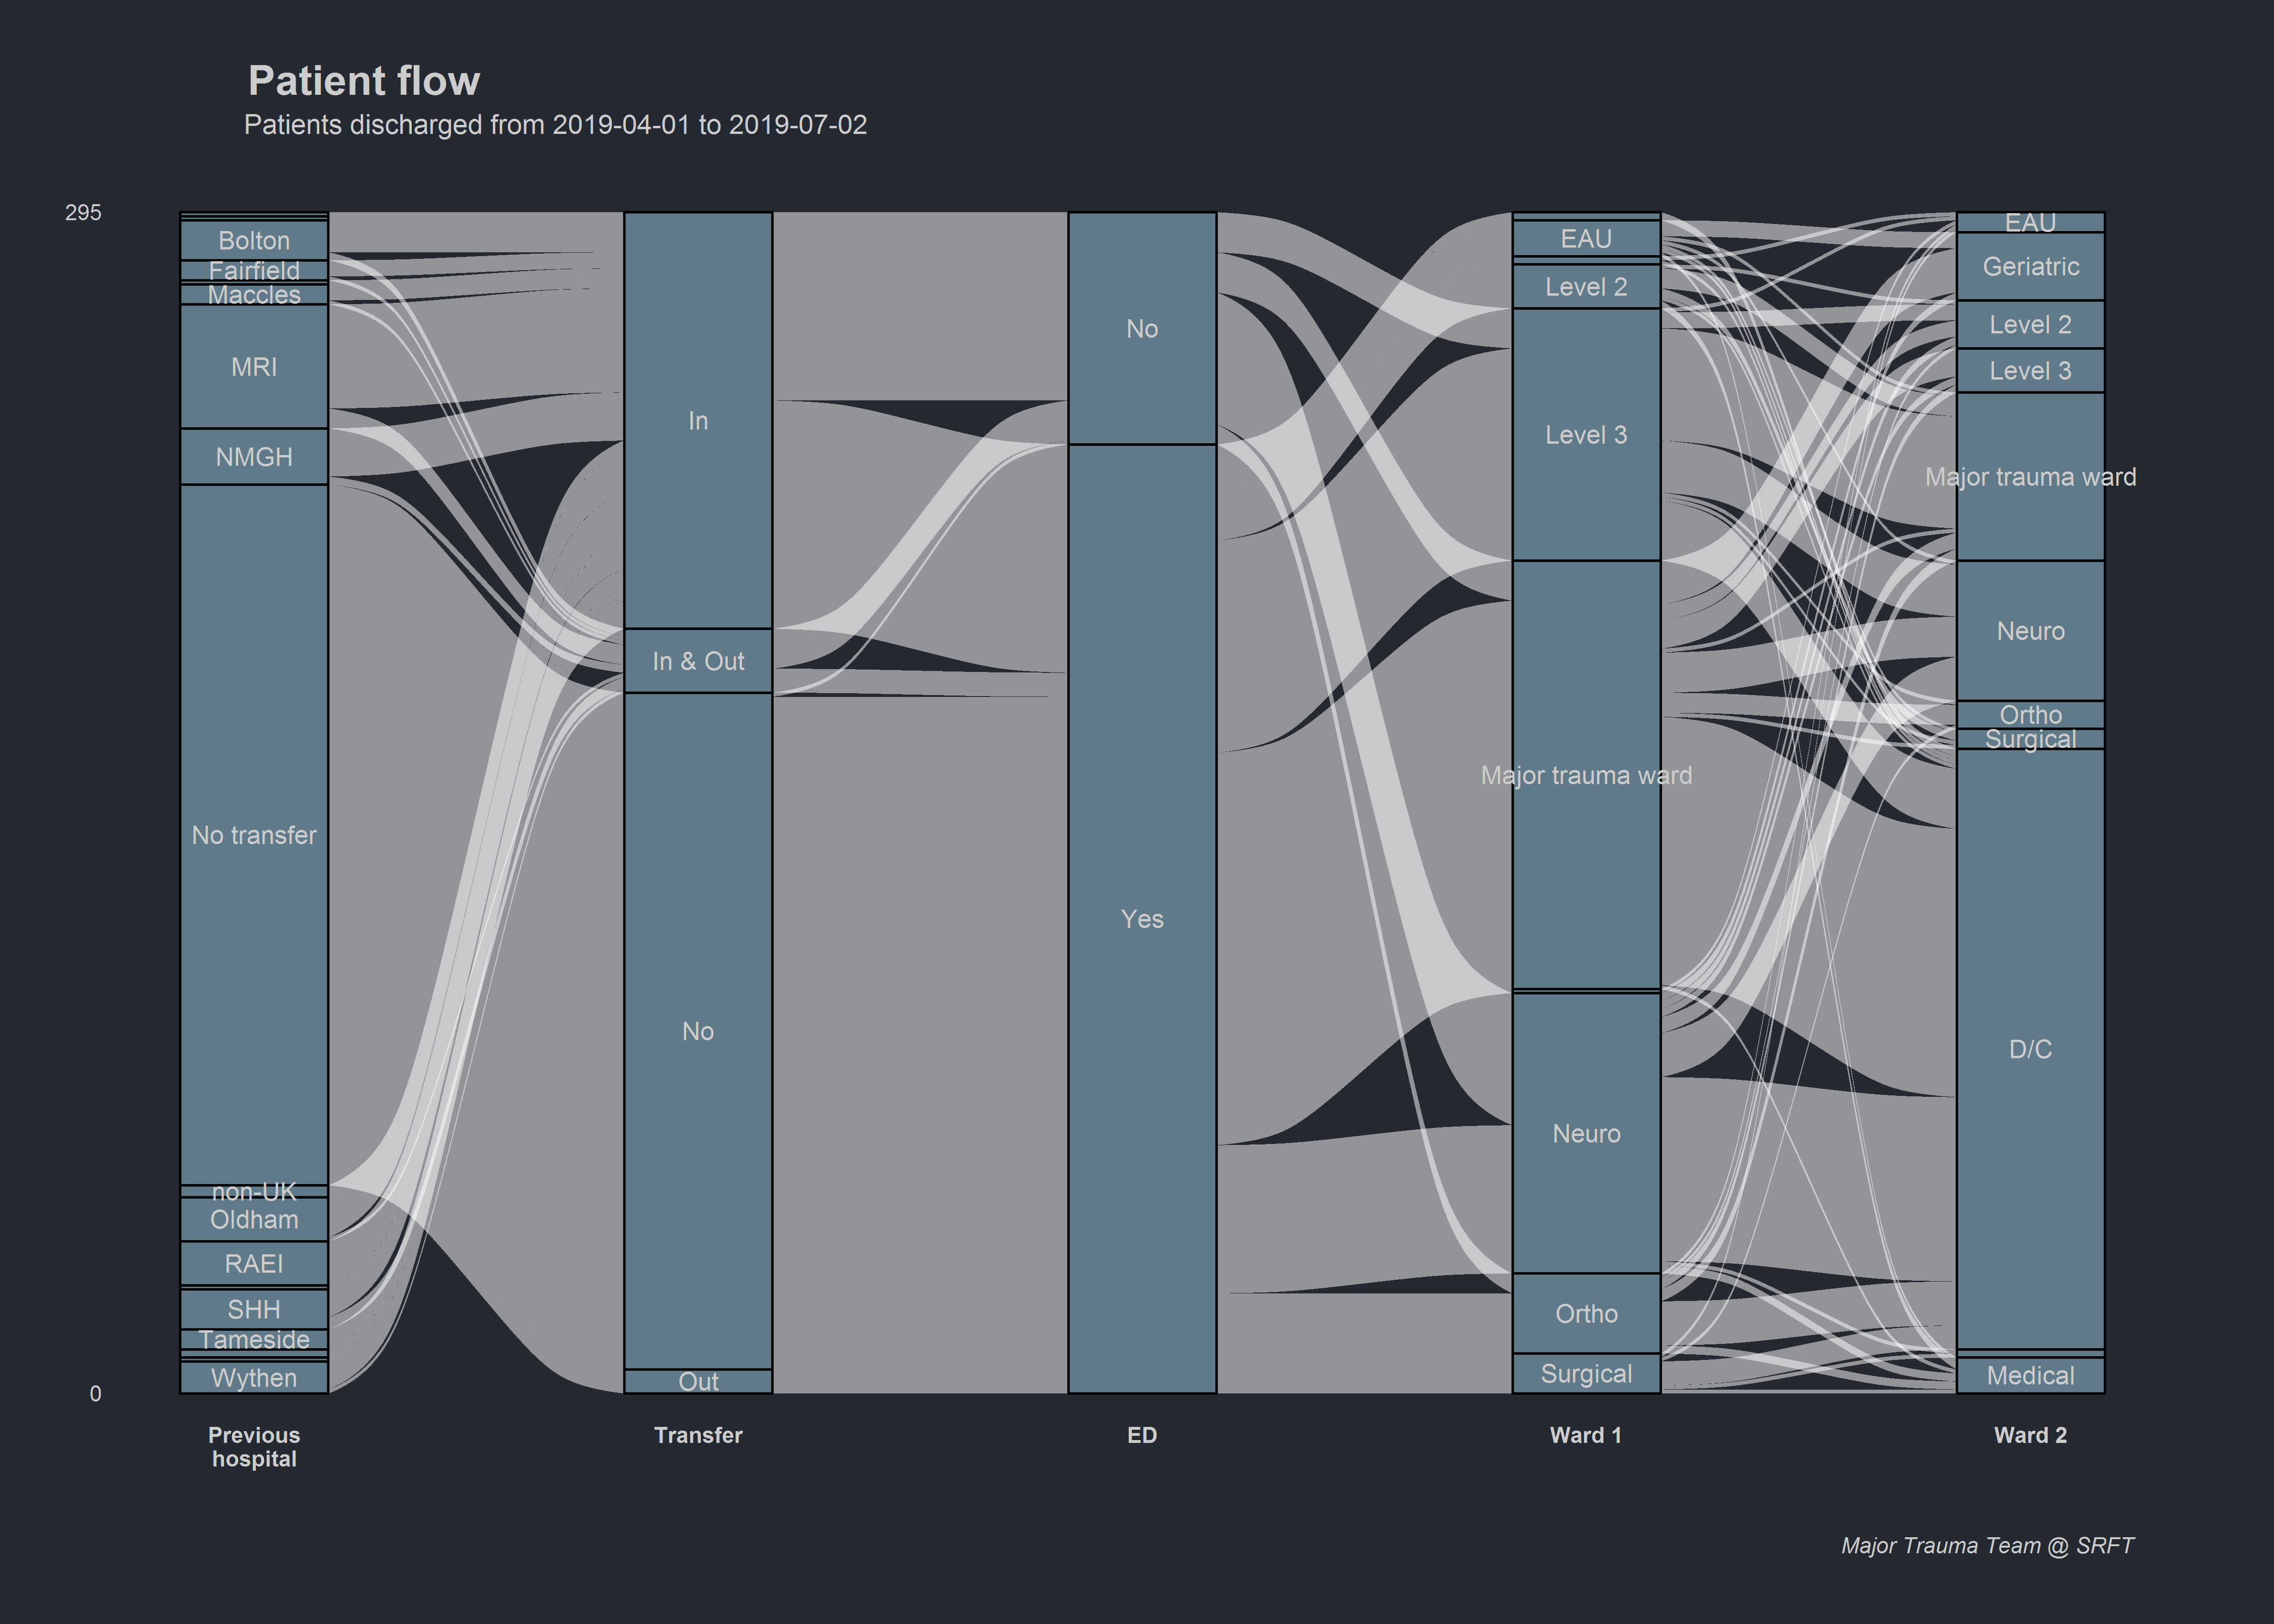 Patient flow
Patients discharged from 2019-04-01 to 2019-07-02
295
0
Bolton
Fairfield
Maccles
MRI
NMGH
No transfer
non-UK
Oldham
RAEI
SHH
Tameside
Wythen
In
In & Out
No
Out
No
Yes
EAU
Level 2
Level 3
Major trauma ward
Neuro
Ortho
Surgical
EAU
Geriatric
Level 2
Level 3
Major trauma ward
Neuro
Ortho
Surgical
D/C
Medical
Previous
hospital
Transfer
ED
Ward 1
Ward 2
Major Trauma Team @ SRFT